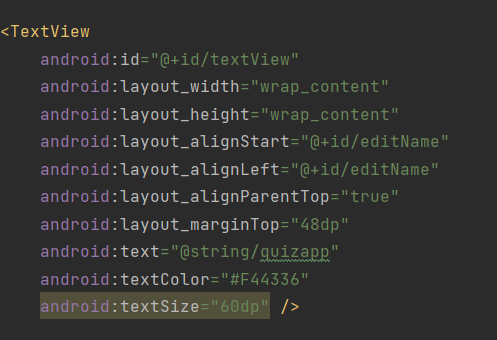 <TextView
android:id="@+id/textView"
android:layout_width="wrap_content"
android:layout_height="wrap_content"
android:layout_alignStart="@+id/editName"
android:layout_alignLeft="@+id/editName"
android:layout_alignParentTop="true"
android:layout_marginTop="48dp"
android:text="@string/quizapp"
android:textColor="#F44336"
android:textSize="60dp" />